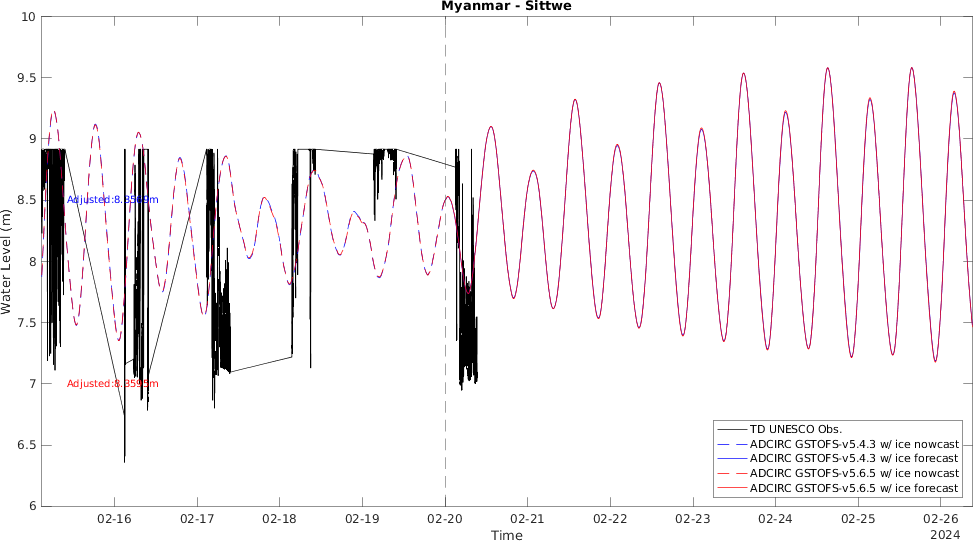 Myanmar - Sittwe
10
9.5
9
8.5
8
7.5
7
6.5
6
Water Level (m)
Adjusted:8.3595m
02-16
02-17
02-18
02-19
02-20
02-21
02-22
02-23
02-24
02-25
02-26
2024
Time
TD UNESCO Obs.
ADCIRC GSTOFS-v5.4.3 w/ ice nowcast
ADCIRC GSTOFS-v5.4.3 w/ ice forecast
ADCIRC GSTOFS-v5.6.5 w/ ice nowcast
ADCIRC GSTOFS-v5.6.5 w/ ice forecast